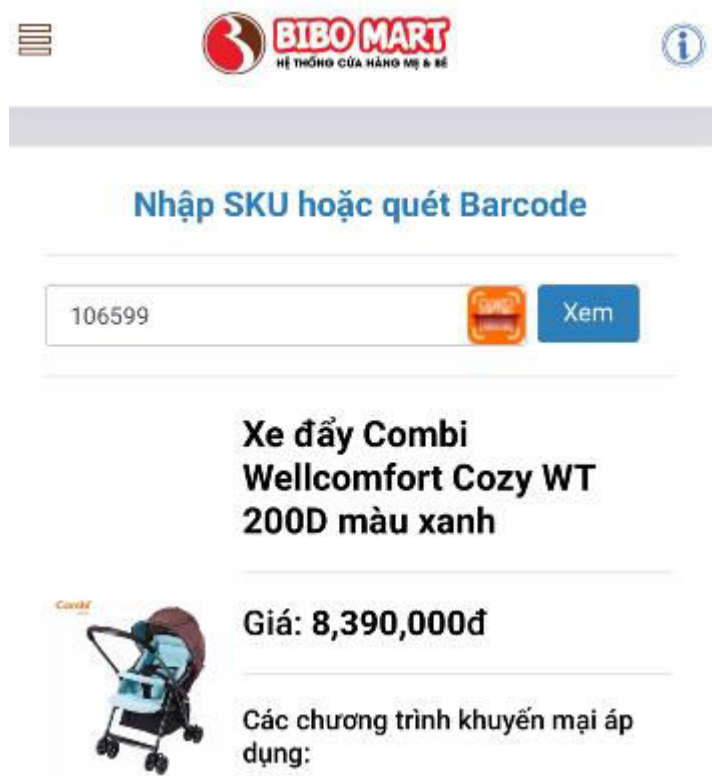 BIBO MART
HỆ THỐNG CỬA HÀNG MẸ & BÉ
Nhập SKU hoặc quét Barcode
106599
Xem
Xe đẩy Combi
Wellcomfort Cozy WT
200D màu xanh
Combi
Giá: 8,390,000đ
Các chương trình khuyến mại áp
dụng: